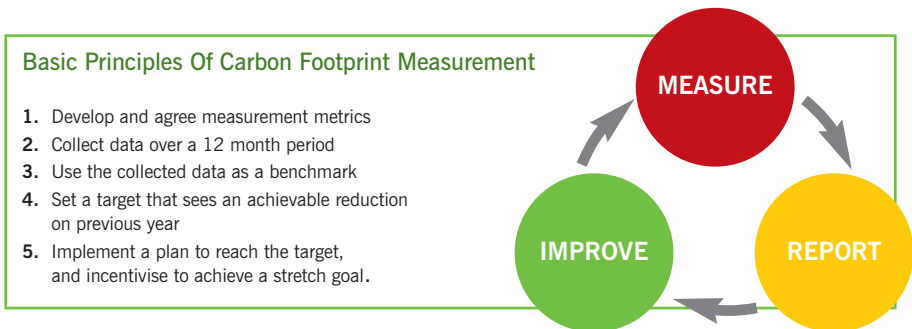 Basic Principles Of Carbon Footprint Measurement
1. Develop and agree measurement metrics
2. Collect data over a 12 month period
3. Use the collected data as a benchmark
4. Set a target that sees an achievable reduction
on previous year
5. Implement a plan to reach the target,
and incentivise to achieve a stretch goal.
MEASURE
IMPROVE
REPORT